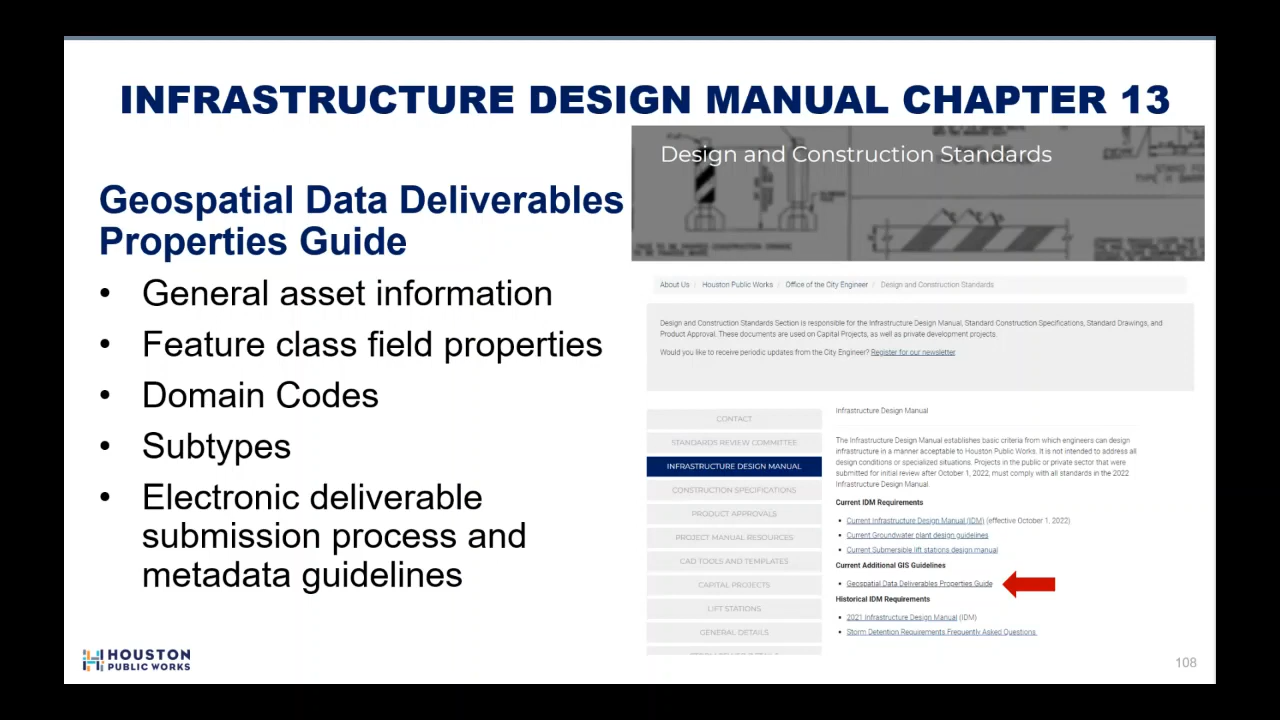 INFRASTRUCTURE DESIGN MANUAL CHAPTER 13
Geospatial Data Deliverables
Properties Guide
• General asset information
• Feature class field properties
• Domain Codes
• Subtypes
• Electronic deliverable
submission process and
metadata guidelines
Design and Construction Standards
About Us / Houston Public Works / Office of the City Engineer / Design and Construction Standards
Design and Construction Standards Section is responsible for the Infrastructure Design Manual, Standard Construction Specifications, Standard Drawings, and
Product Approval. These documents are used on Capital Projects, as well as private development projects.
Would you like to receive periodic updates from the City Engineer? Register for our newsletter
CONTACT
STANDARDS REVIEW COMMITTEE
INFRASTRUCTURE DESIGN MANUAL
CONSTRUCTION SPECIFICATIONS
PRODUCT APPROVALS
PROJECT MANUAL RESOURCES
CAD TOOLS AND TEMPLATES
CAPITAL PROJECTS
LIFT STATIONS
GENERAL DETAILS
Infrastructure Design Manual
The Infrastructure Design Manual establishes basic criteria from which engineers can design
infrastructure in a manner acceptable to Houston Public Works. It is not intended to address all
design conditions or specialized situations. Projects in the public or private sector that were
submitted for initial review after October 1, 2022, must comply with all standards in the 2022
Infrastructure Design Manual.
Current IDM Requirements
• Current Infrastructure Design Manual (IDM) (effective October 1, 2022)
• Current Groundwater plant design guidelines
• Current Submersible lift stations design manual
Current Additional GIS Guidelines
• Geospatial Data Deliverables Properties Guide
Historical IDM Requirements
• 2021 Infrastructure Design Manual (IDM)
• Storm Detention Requirements Frequently Asked Questions
HOUSTON
PUBLIC WORKS
108